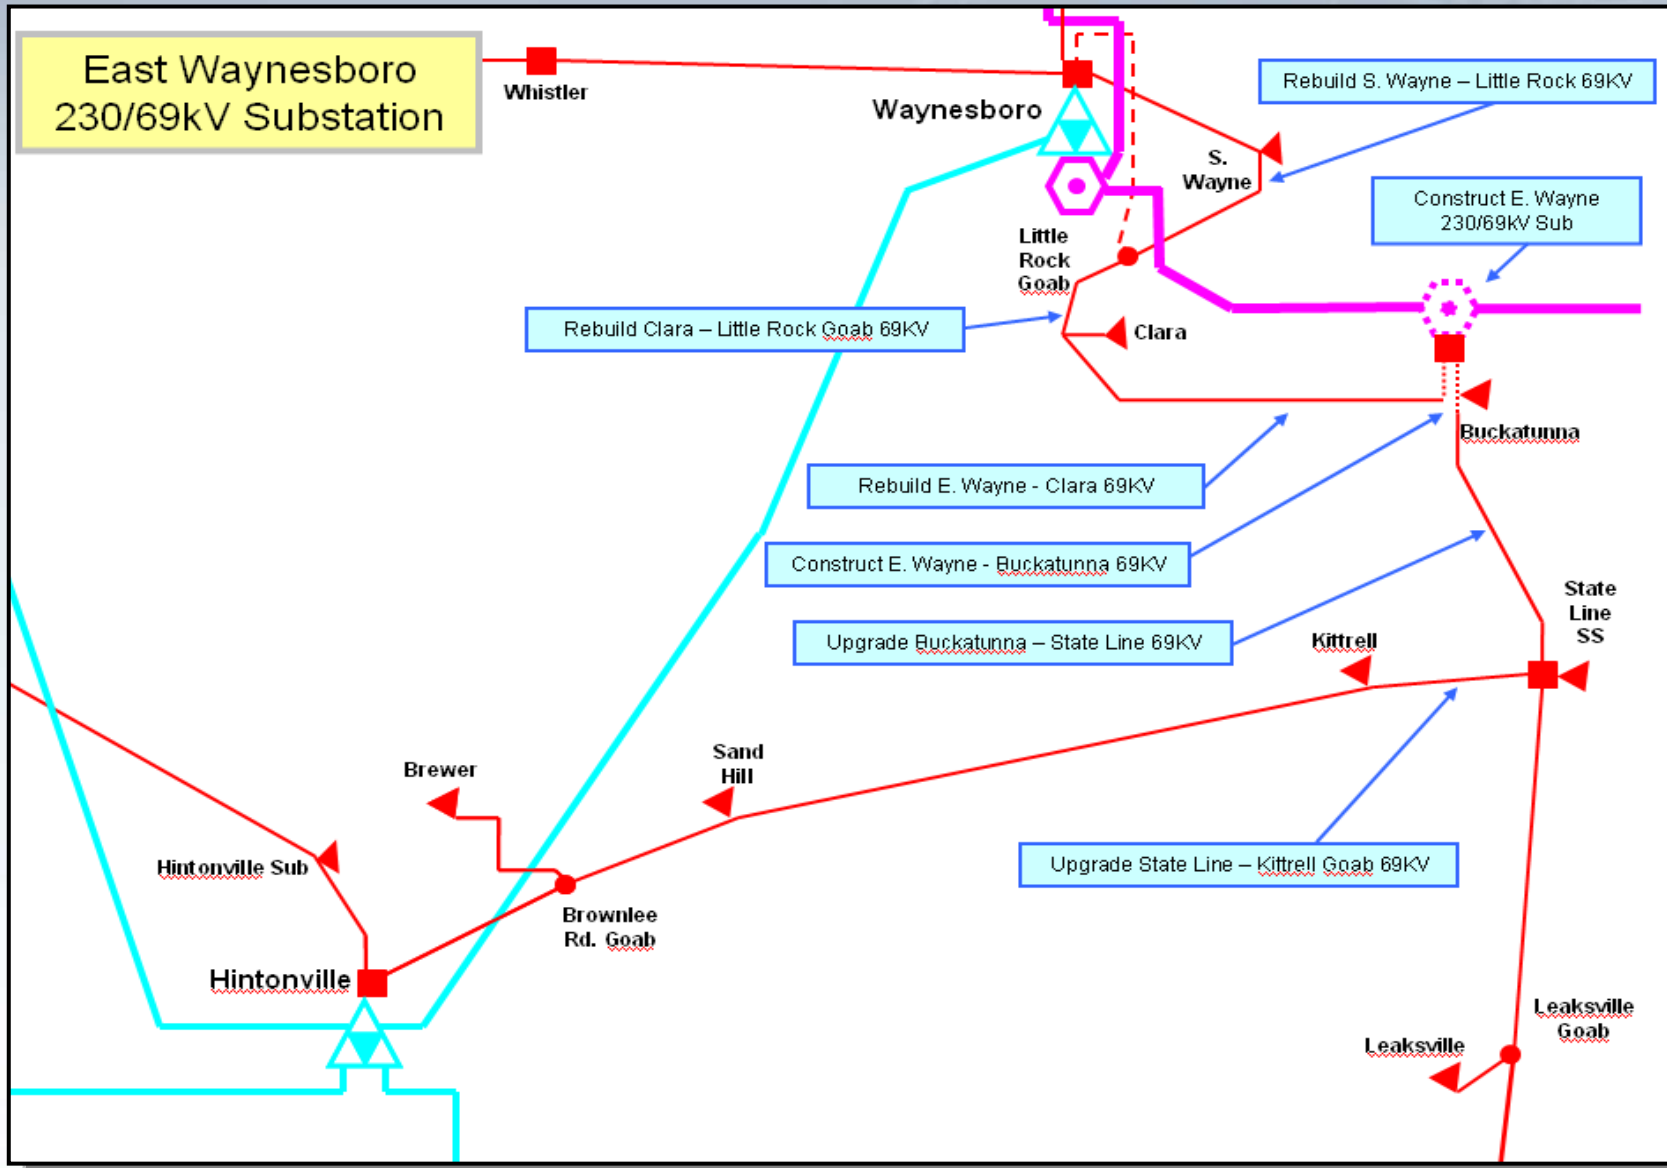 East Waynesboro
230/69kV Substation
Whistler
Waynesboro
Rebuild S. Wayne – Little Rock 69KV
S.
Wayne
Construct E. Wayne
230/69kV Sub
Little
Rock
Goab
Rebuild Clara – Little Rock Goab 69KV
Clara
Buckatunna
Rebuild E. Wayne - Clara 69KV
Construct E. Wayne - Buckatunna 69KV
Upgrade Buckatunna – State Line 69KV
State
Line
SS
Kittrell
Sand
Hill
Brewer
Hintonville Sub
Upgrade State Line – Kittrell Goab 69KV
Brownlee
Rd. Goab
Hintonville
Leaksville
Goab
Leaksville